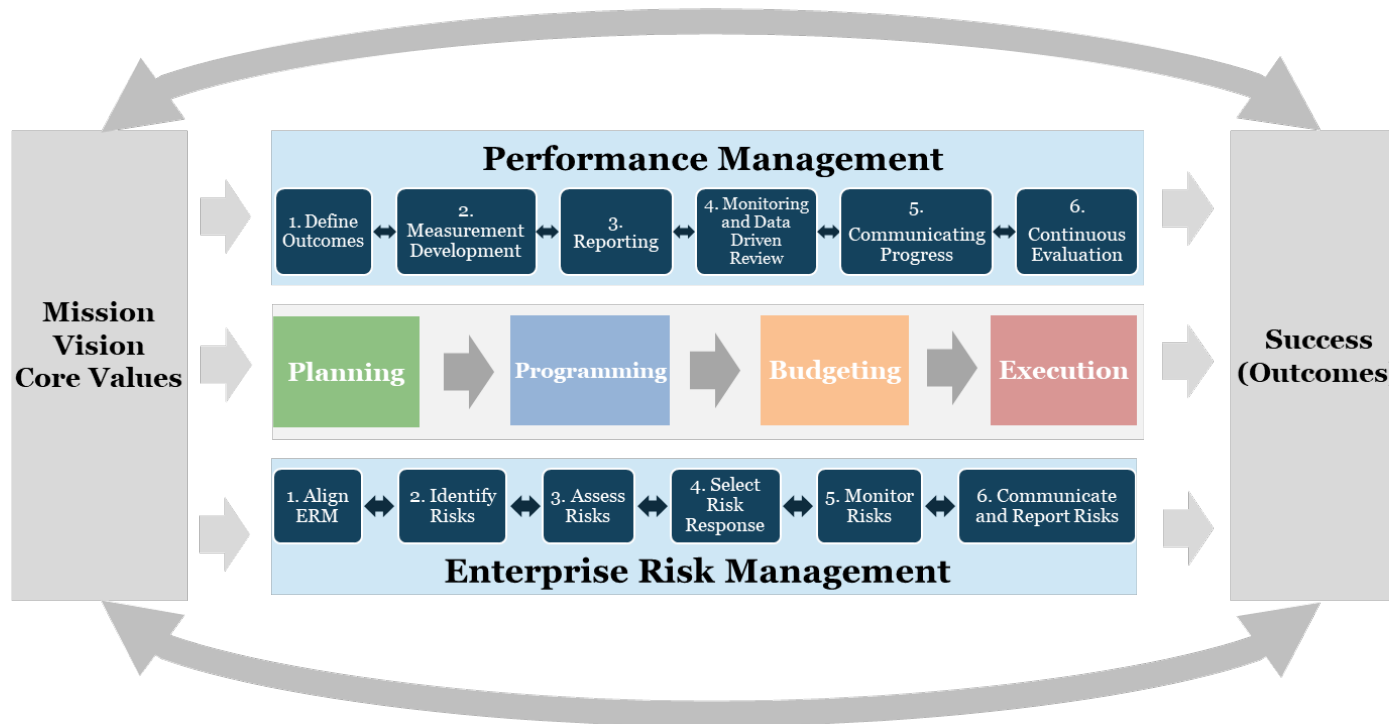 Performance Management
1. Define
Outcomes
2.
Measurement
Development
3.
Reporting
4. Monitoring
and Data
Driven
Review
5.
Communicating
Progress
6.
Continuous
Evaluation
Mission
Vision
Core Values
Planning
Programming
Budgeting
Execution
Success
(Outcomes
1. Align
ERM
2. Identify
Risks
3. Assess
Risks
4. Select
Risk
Response
5. Monitor
Risks
6. Communicate
and Report Risks
Enterprise Risk Management